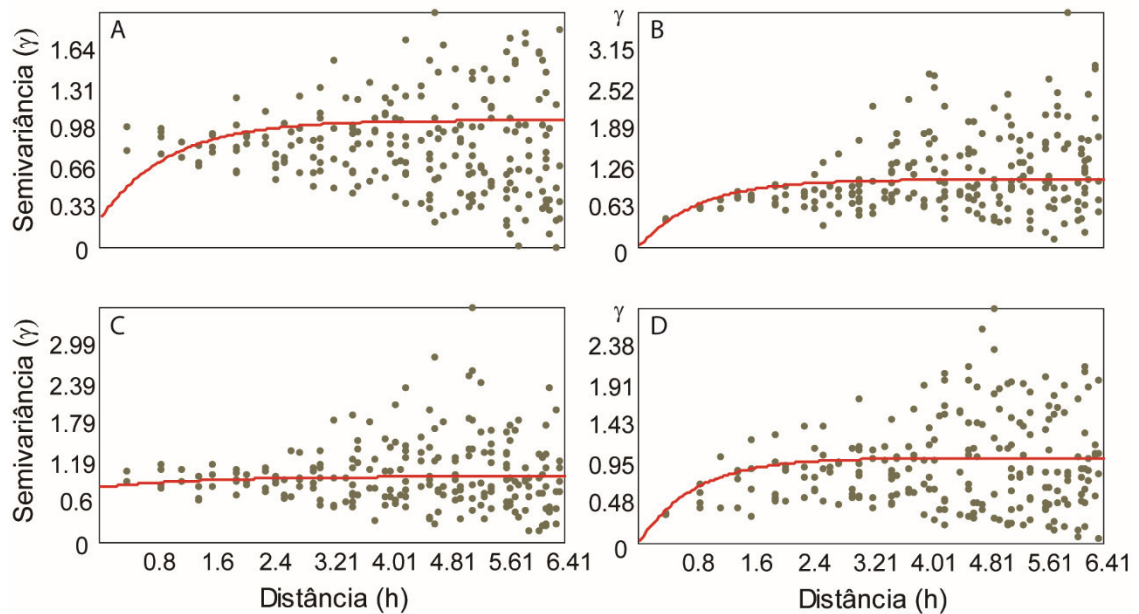 A
Semivariância (γ)
1.64
1.31
0.98
0.66
0.33
0
B
γ
3.15
2.52
1.89
1.26
0.63
0
C
Semivariância (γ)
2.99
2.39
1.79
1.19
0.6
0
0.8 1.6 2.4 3.21 4.01 4.81 5.61 6.41
Distância (h)
D
γ
2.38
1.91
1.43
0.95
0.48
0
0.8 1.6 2.4 3.21 4.01 4.81 5.61 6.41
Distância (h)